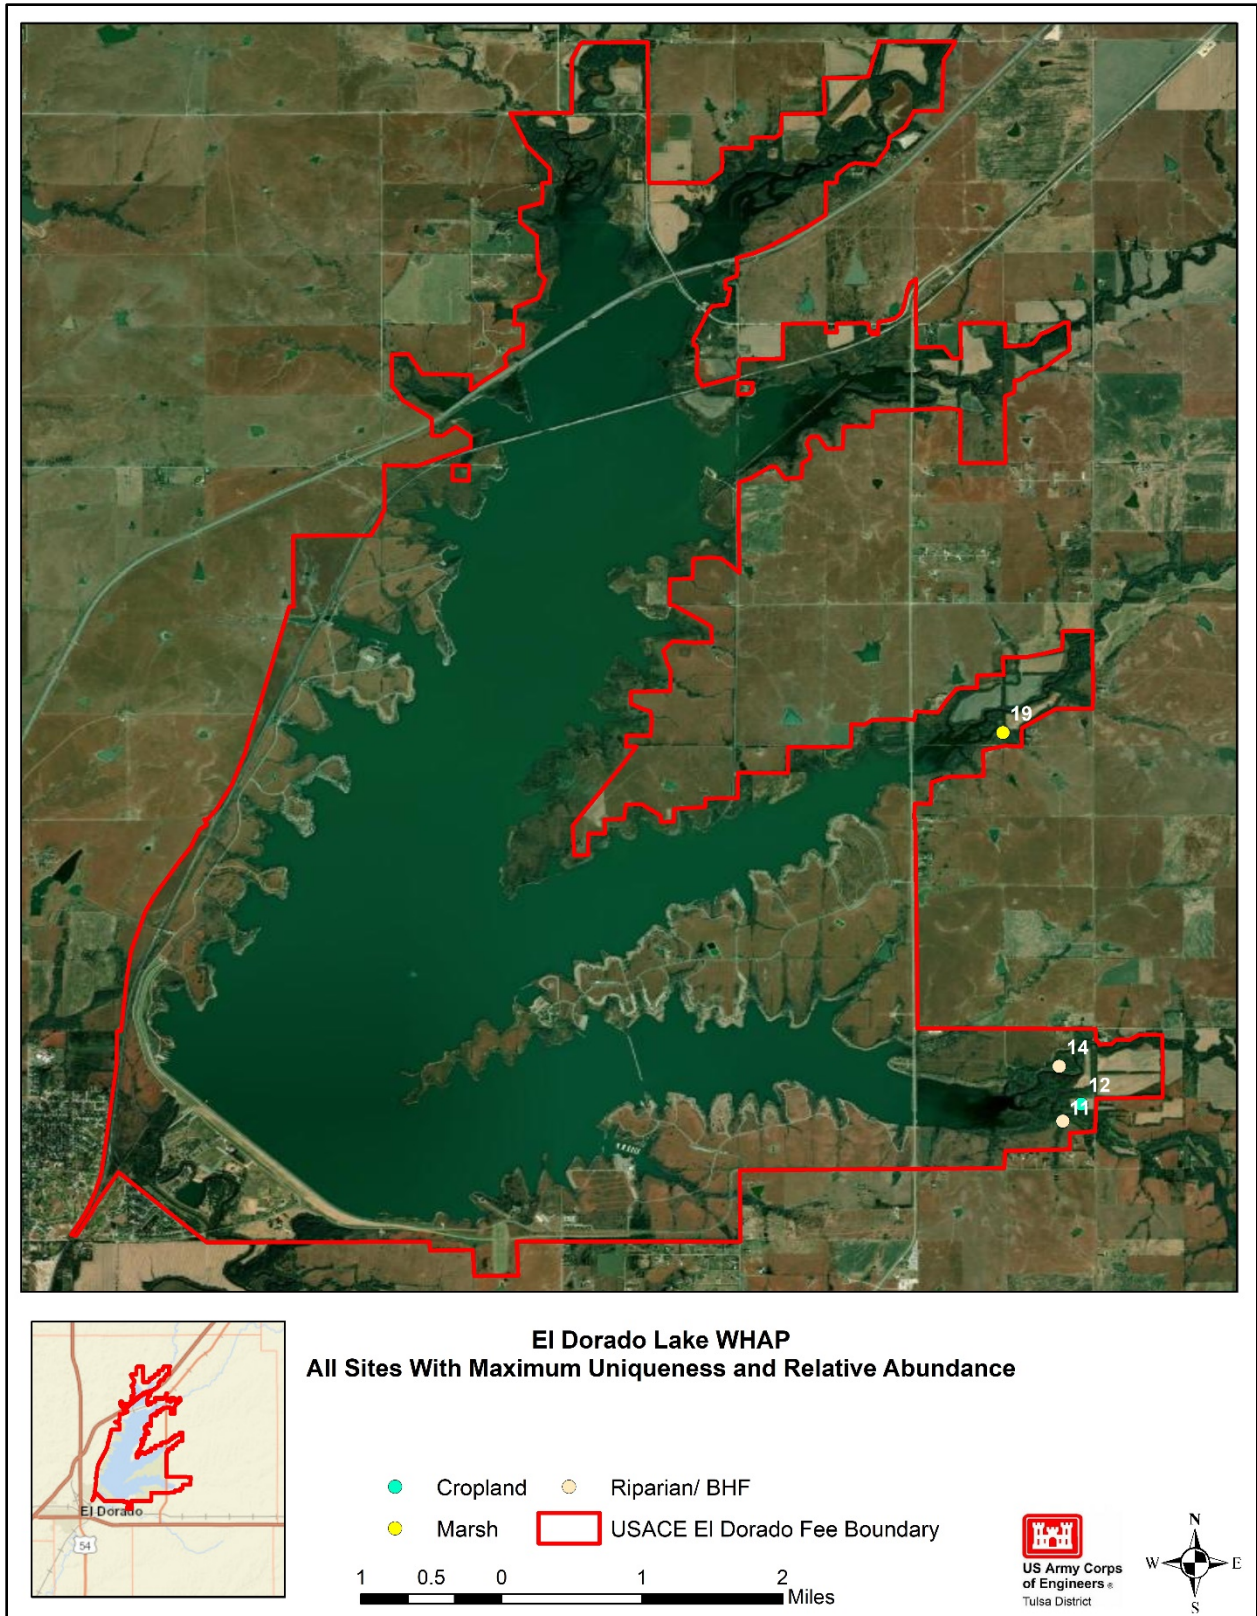 19
14
12
11
El Dorado Lake WHAP
All Sites With Maximum Uniqueness and Relative Abundance
Cropland
Riparian/ BHF
Marsh
USACE El Dorado Fee Boundary
1 0.5 0 1 2
Miles
El Dorado
54
US Army Corps
of Engineers ®
Tulsa District
N
W E
S